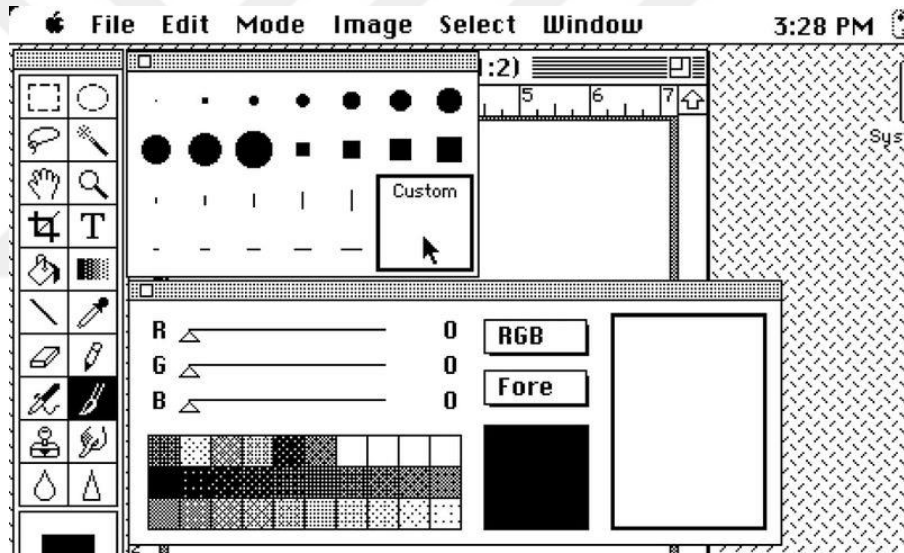 File Edit Mode Image Select Window 3:28 PM
:2)
5 6 7
Sys
T
Custom
R 0 RGB
G 0
B 0 Fore